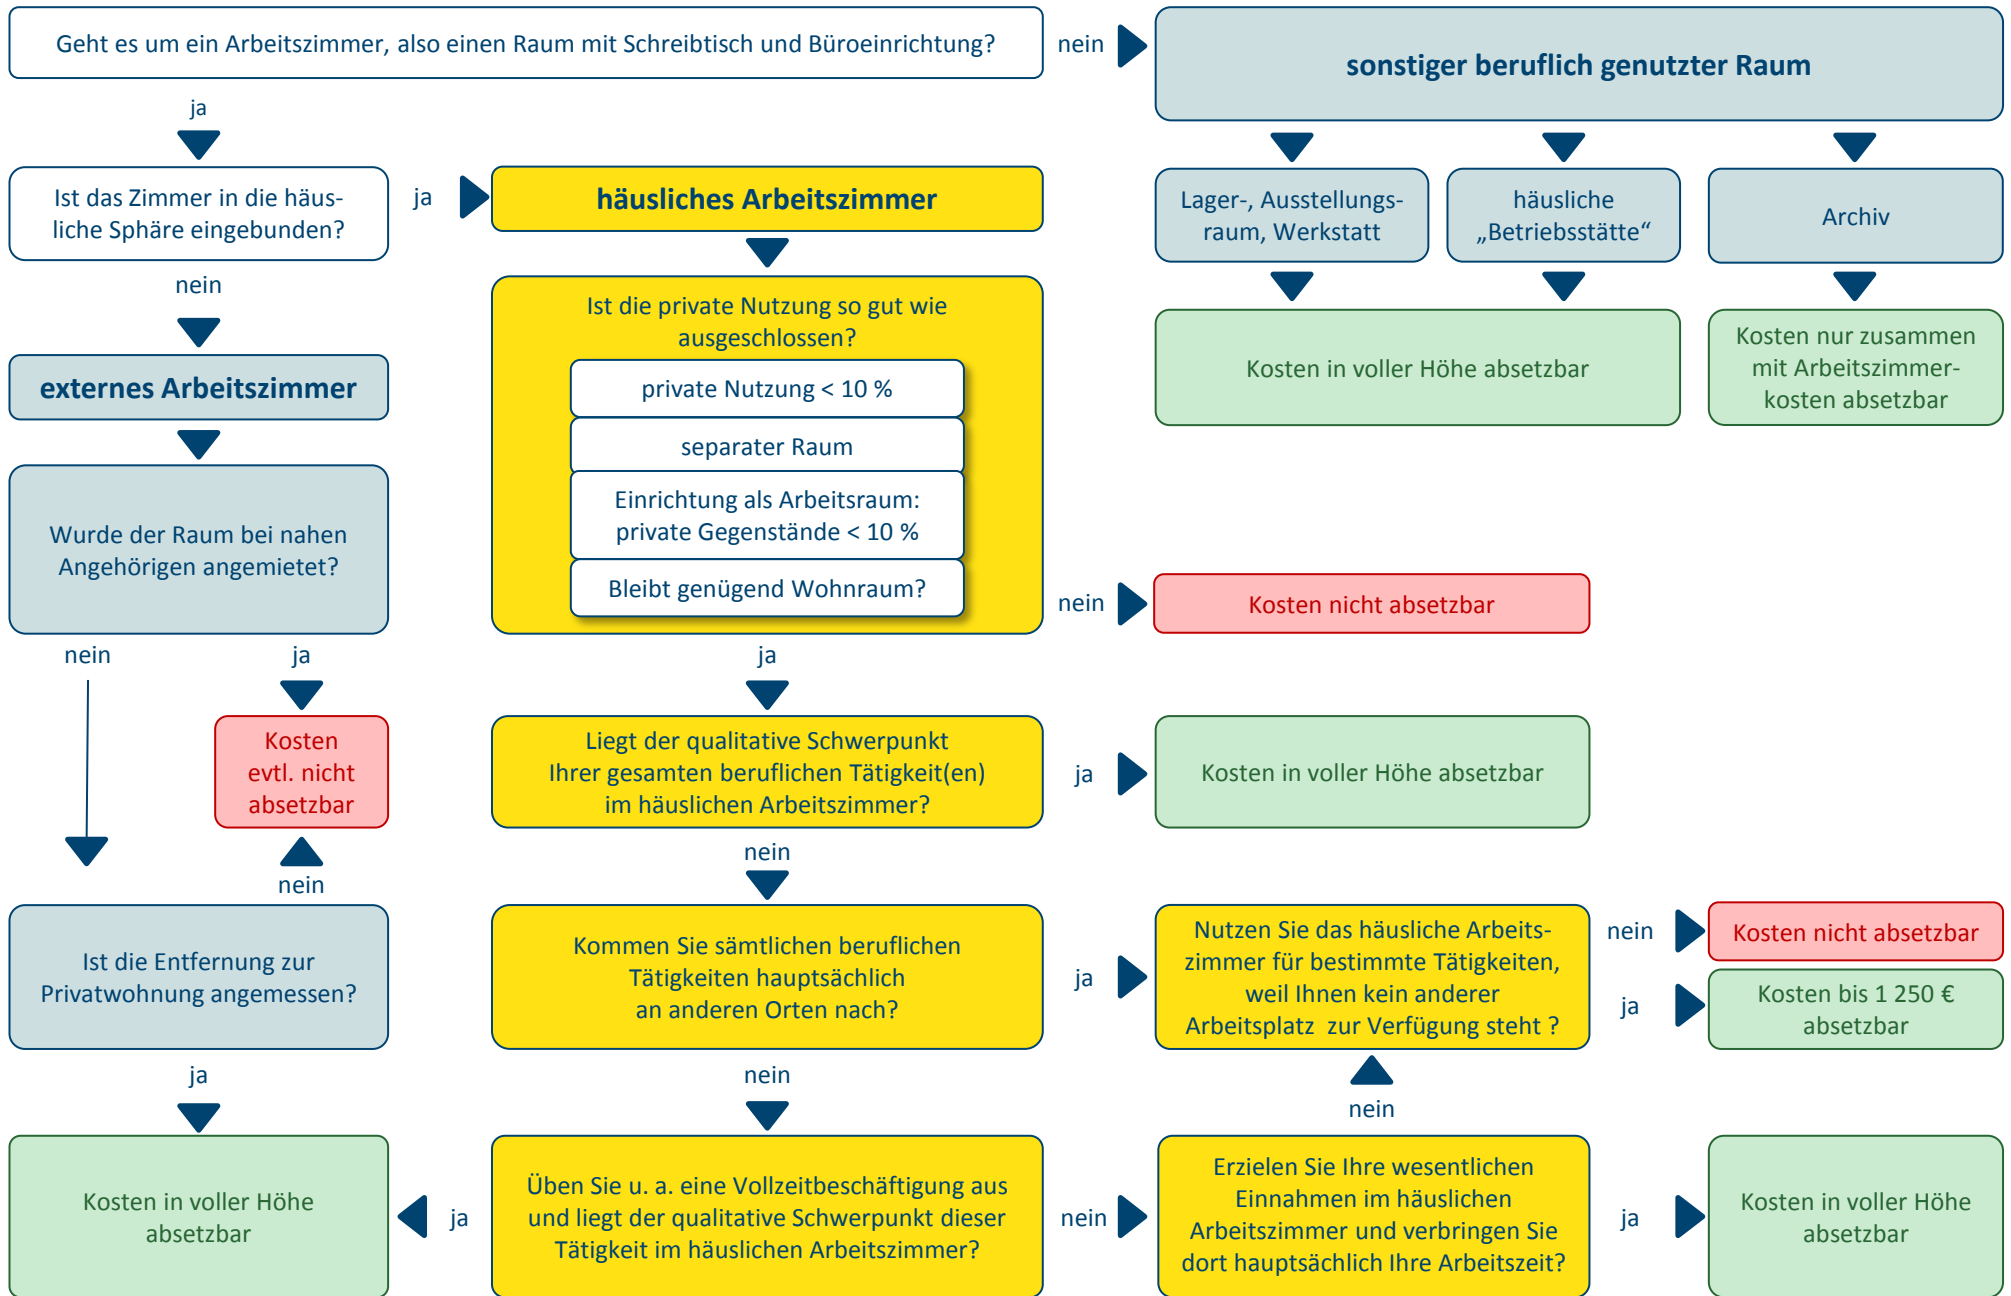 Geht es um ein Arbeitszimmer, also einen Raum mit Schreibtisch und Büroeinrichtung?
nein
sonstiger beruflich genutzter Raum
ja
Ist das Zimmer in die häus-
liche Sphäre eingebunden?
ja
häusliches Arbeitszimmer
Lager-, Ausstellungs-
raum, Werkstatt
häusliche
„Betriebsstätte“
Archiv
nein
Ist die private Nutzung so gut wie
ausgeschlossen?
private Nutzung < 10 %
separater Raum
Einrichtung als Arbeitsraum:
private Gegenstände < 10 %
Bleibt genügend Wohnraum?
Kosten in voller Höhe absetzbar
Kosten nur zusammen
mit Arbeitszimmer-
kosten absetzbar
externes Arbeitszimmer
Wurde der Raum bei nahen
Angehörigen angemietet?
nein
Kosten nicht absetzbar
nein
ja
ja
Kosten
evtl. nicht
absetzbar
Liegt der qualitative Schwerpunkt
Ihrer gesamten beruflichen Tätigkeit(en)
im häuslichen Arbeitszimmer?
ja
Kosten in voller Höhe absetzbar
nein
nein
Ist die Entfernung zur
Privatwohnung angemessen?
Kommen Sie sämtlichen beruflichen
Tätigkeiten hauptsächlich
an anderen Orten nach?
ja
Nutzen Sie das häusliche Arbeits-
zimmer für bestimmte Tätigkeiten,
weil Ihnen kein anderer
Arbeitsplatz zur Verfügung steht ?
nein
Kosten nicht absetzbar
ja
Kosten bis 1 250 €
absetzbar
ja
nein
nein
Kosten in voller Höhe
absetzbar
ja
Üben Sie u. a. eine Vollzeitbeschäftigung aus
und liegt der qualitative Schwerpunkt dieser
Tätigkeit im häuslichen Arbeitszimmer?
nein
Erzielen Sie Ihre wesentlichen
Einnahmen im häuslichen
Arbeitszimmer und verbringen Sie
dort hauptsächlich Ihre Arbeitszeit?
ja
Kosten in voller Höhe
absetzbar